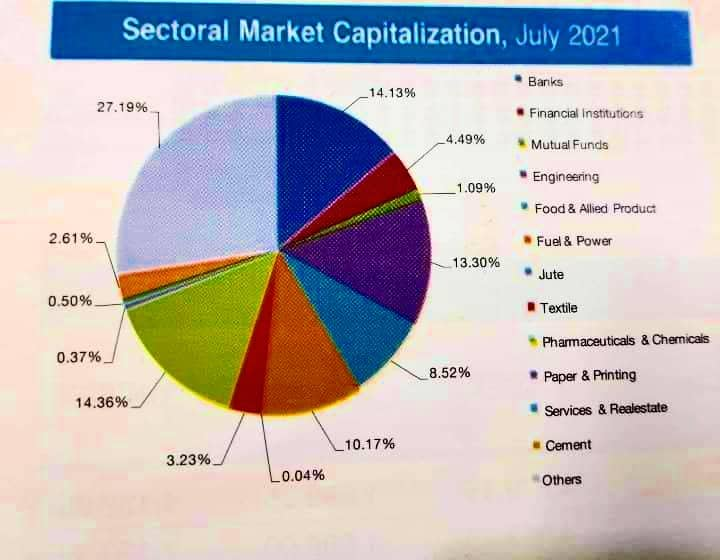 Sectoral Market Capitalization, July 2021
14.13%
4.49%
1.09%
13.30%
8.52%
10.17%
0.04%
3.23%
14.36%
0.37%
0.50%
2.61%
27.19%
Banks
Financial Institutions
Mutual Funds
Engineering
Food & Allied Product
Fuel & Power
Jute
Textile
Pharmaceuticals & Chemicals
Paper & Printing
Services & Realestate
Cement
Others